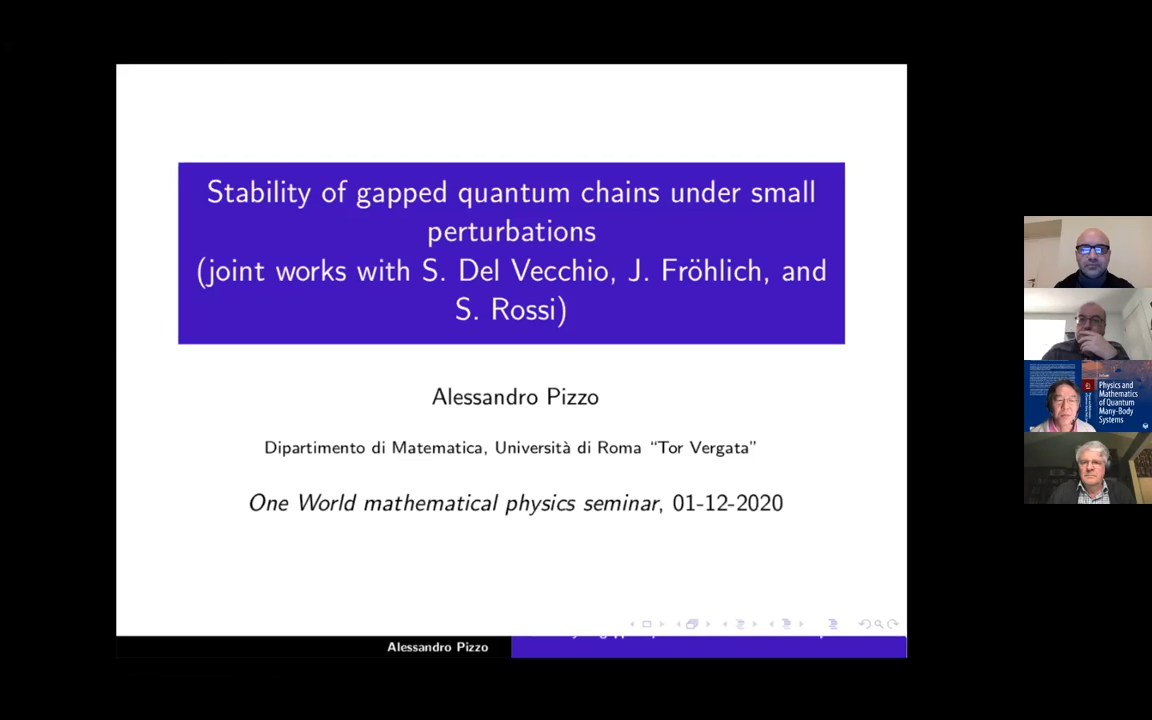 Stability of gapped quantum chains under small
perturbations
(joint works with S. Del Vecchio, J. Fröhlich, and
S. Rossi)
Alessandro Pizzo
Dipartimento di Matematica, Università di Roma “Tor Vergata”
One World mathematical physics seminar, 01-12-2020
Alessandro Pizzo
Physics and
Mathematics
of Quantum
Many-Body
Systems